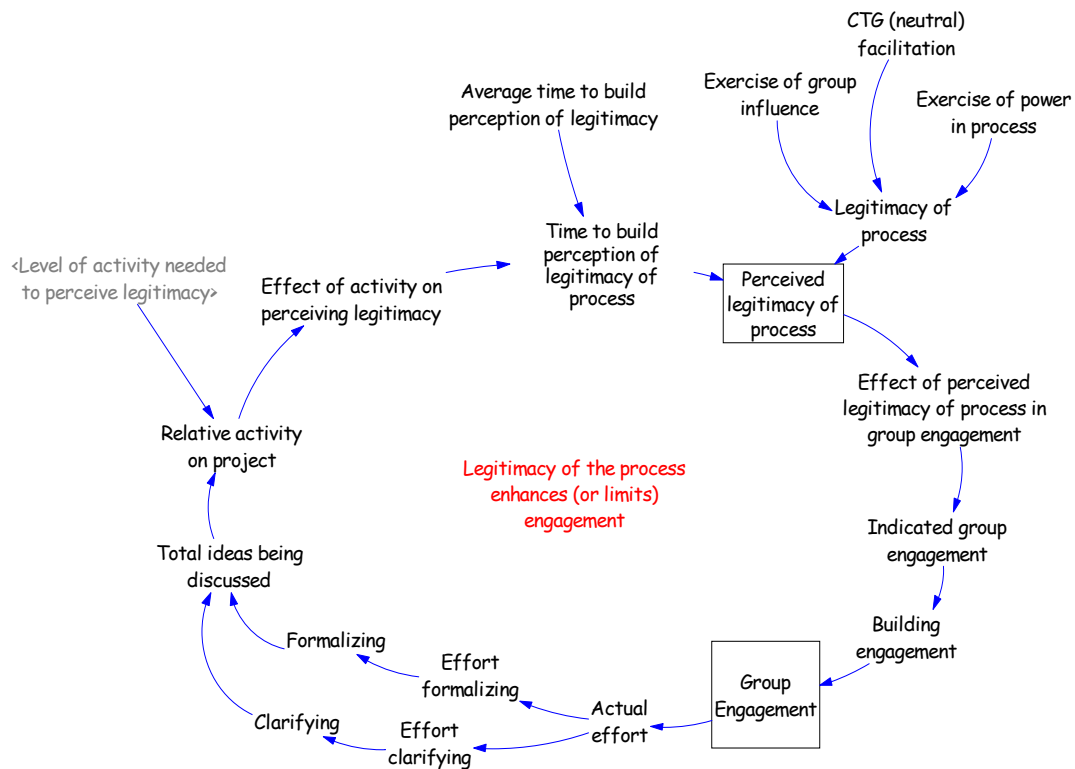 CTG (neutral)
facilitation
Exercise of group
influence
Average time to build
perception of legitimacy
Exercise of power
in process
Legitimacy of
process
Time to build
perception of
legitimacy of
process
<Level of activity needed
to perceive legitimacy>
Effect of activity on
perceiving legitimacy
Perceived
legitimacy of
process
Effect of perceived
legitimacy of process in
group engagement
Relative activity
on project
Legitimacy of the process
enhances (or limits)
engagement
Indicated group
engagement
Total ideas being
discussed
Building
engagement
Formalizing
Effort
formalizing
Group
Engagement
Actual
effort
Clarifying
Effort
clarifying